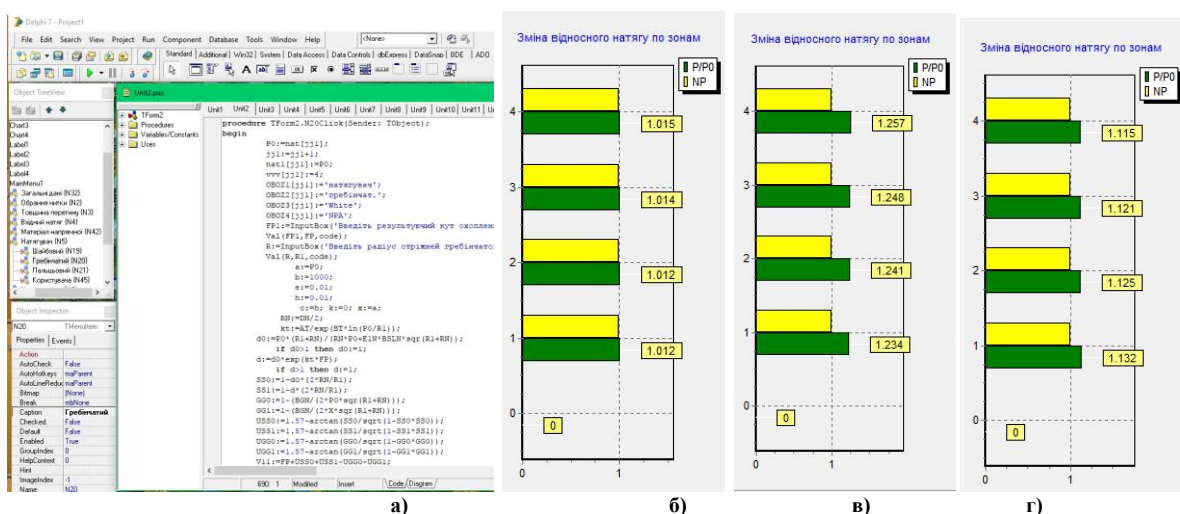 Delphi 7 - Project1
File Edit Search View Project Run Component Database Tools Window Help
<None>
Standard Additional Win32 System Data Access Data Controls dbExpress DataSnap BDE ADO
Object TreeView
Chart3
Chart4
Label1
Label2
Label3
Label4
MainMenu1
Загальні дані (N32)
Обрання нитки (N2)
Товщина перетину (N3)
Вхідний натяг (N4)
Матеріал напрямної (N42)
Натягувач (N5)
Шайбовий (N19)
Гребінчатий (N20)
Пальцьовий (N21)
Користувача (N45)
Object Inspector
N20 TMenuItem
Properties Events
Action
AutoCheck False
AutoHotkeys maParent
AutoLineReduc maParent
Bitmap (None)
Break mbNone
Caption Гребінчатий
Checked False
Default False
Enabled True
GroupIndex 0
HelpContext 0
Hint
ImageIndex -1
Name N20
Unit2.pas
TForm2
Procedures
Variables/Constants
Uses
Unit1 Unit2 Unit3 Unit4 Unit5 Unit6 Unit7 Unit8 Unit9 Unit10 Unit11
procedure TForm2.N20Click(Sender: TObject);
begin
P0:=nat[jj1];
jj1:=jj1+1;
nat1[jj1]:=P0;
vvv[jj1]:=4;
OBOZ1[jj1]:='натягувач';
OBOZ2[jj1]:='гребінчат.';
OBOZ3[jj1]:='White';
OBOZ4[jj1]:='NPA';
FP1:=InputBox('Введіть результуючий кут охоплен
Val(FP1,FP,code);
R:=InputBox('Введіть радіус стріжней гребінчато
Val(R,R1,code);
a:=P0;
b:=1000;
e:=0.01;
h:=0.01;
c:=h; k:=0; x:=a;
RN:=DN/2;
kt:=AT/exp(BT*ln(P0/R1));
d0:=P0*(R1+RN)/(RN*P0+E1N*BSLN*sqr(R1+RN));
if d0>1 then d0:=1;
d:=d0*exp(kt*FP);
if d>1 then d:=1;
SS0:=1-d0*(2*RN/R1);
SS1:=1-d*(2*RN/R1);
GG0:=1-(BGN/(2*P0*sqr(R1+RN)));
GG1:=1-(BGN/(2*X*sqr(R1+RN)));
USS0:=1.57-arctan(SS0/sqrt(1-SS0*SS0));
USS1:=1.57-arctan(SS1/sqrt(1-SS1*SS1));
UGG0:=1.57-arctan(GG0/sqrt(1-GG0*GG0));
UGG1:=1.57-arctan(GG1/sqrt(1-GG1*GG1));
V11:=FP+USS0+USS1-UGG0-UGG1;
690: 1 Modified Insert Code Diagram
а)
Зміна відносного натягу по зонам
P/P0
NP
4
1.015
3
1.014
2
1.012
1
1.012
0
0
0 1
б)
Зміна відносного натягу по зонам
P/P0
NP
4
1.257
3
1.248
2
1.241
1
1.234
0
0
0 1
в)
Зміна відносного натягу по зонам
P/P0
NP
4
1.115
3
1.121
2
1.125
1
1.132
0
0
0 1
г)